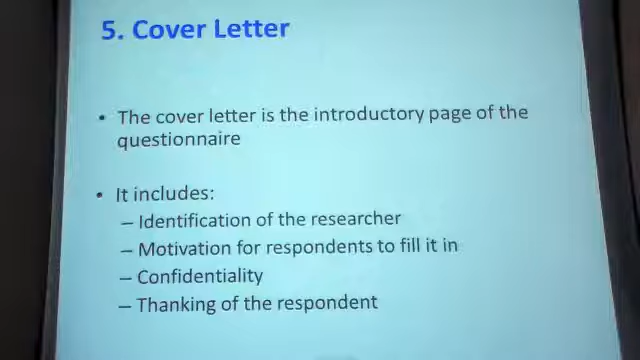 5. Cover Letter
• The cover letter is the introductory page of the
questionnaire
• It includes:
– Identification of the researcher
– Motivation for respondents to fill it in
– Confidentiality
– Thanking of the respondent